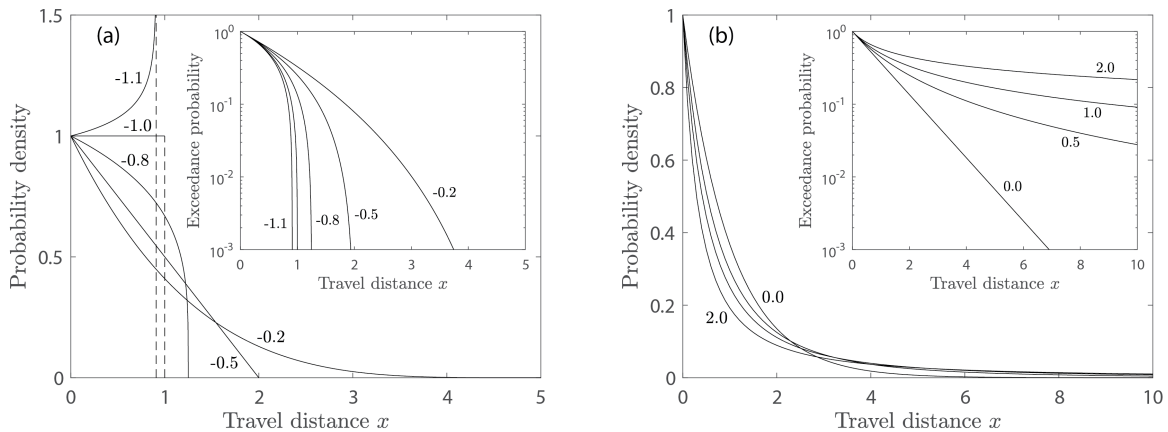 (a)
Probability density
1.5
1
0.5
0
0 1 2 3 4 5
Travel distance x
-1.1
-1.0
-0.8
-0.5
-0.2
Exceedance probability
10^0
10^-1
10^-2
10^-3
0 1 2 3 4 5
Travel distance x
-1.1
-0.8
-0.5
-0.2
(b)
Probability density
1
0.8
0.6
0.4
0.2
0
0 2 4 6 8 10
Travel distance x
0.0
2.0
Exceedance probability
10^0
10^-1
10^-2
10^-3
0 2 4 6 8 10
Travel distance x
2.0
1.0
0.5
0.0